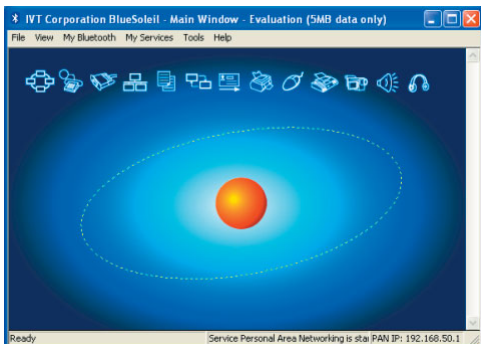 IVT Corporation BlueSoleil - Main Window - Evaluation (5MB data only)
File View My Bluetooth My Services Tools Help
Ready Service Personal Area Networking is sta PAN IP: 192.168.50.1